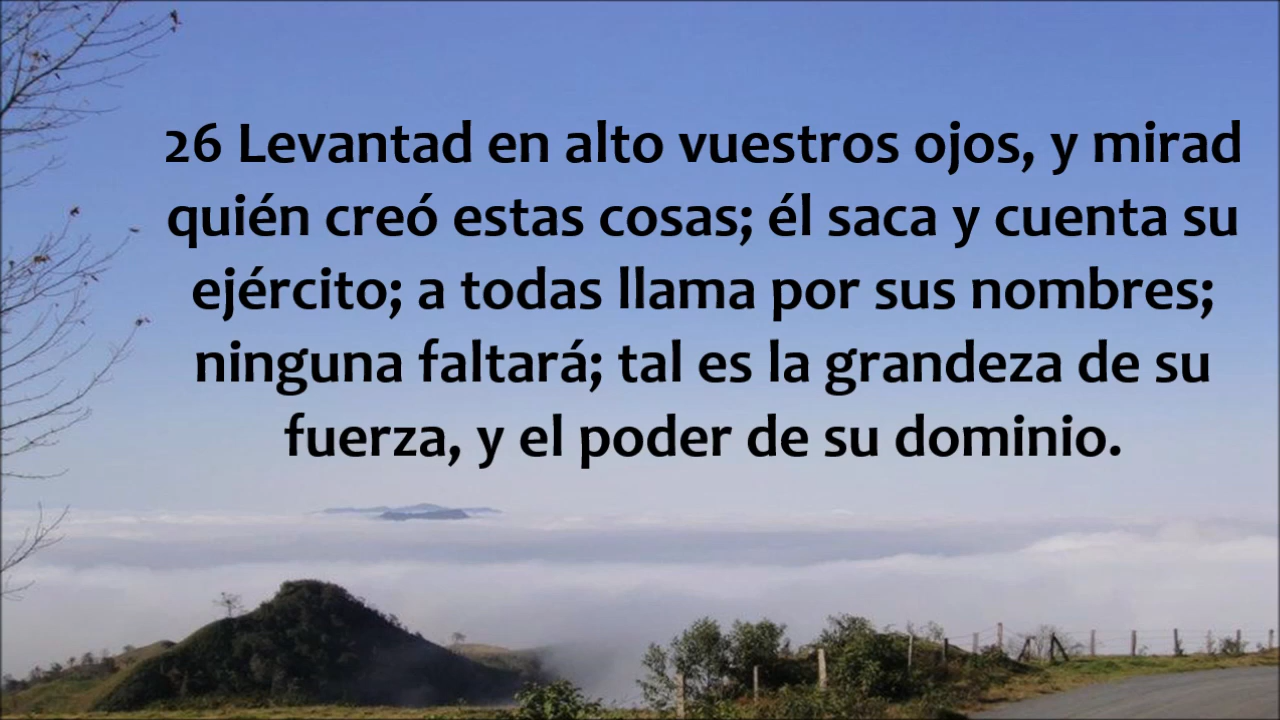 26 Levantad en alto vuestros ojos, y mirad
quién creó estas cosas; él saca y cuenta su
ejército; a todas llama por sus nombres;
ninguna faltará; tal es la grandeza de su
fuerza, y el poder de su dominio.